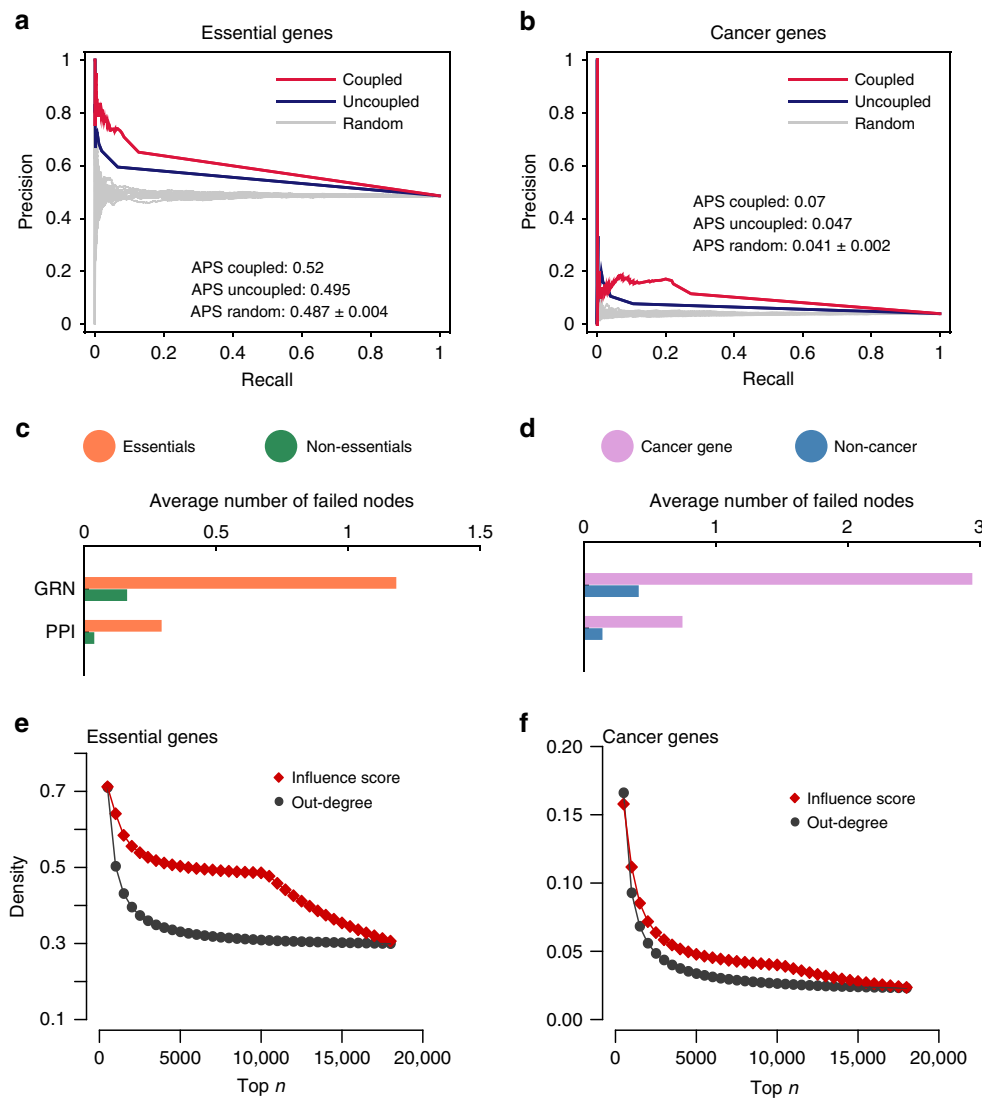 a
Essential genes
1
0.8
0.6
0.4
0.2
0
Precision
Coupled
Uncoupled
Random
APS coupled: 0.52
APS uncoupled: 0.495
APS random: 0.487 ± 0.004
0 0.2 0.4 0.6 0.8 1
Recall
b
Cancer genes
1
0.8
0.6
0.4
0.2
0
Precision
Coupled
Uncoupled
Random
APS coupled: 0.07
APS uncoupled: 0.047
APS random: 0.041 ± 0.002
0 0.2 0.4 0.6 0.8 1
Recall
c
Essentials
Non-essentials
Average number of failed nodes
0 0.5 1 1.5
GRN
PPI
d
Cancer gene
Non-cancer
Average number of failed nodes
0 1 2 3
e
Essential genes
0.7
0.5
0.3
0.1
Density
Influence score
Out-degree
0 5000 10,000 15,000 20,000
Top n
f
Cancer genes
0.20
0.15
0.10
0.05
0.00
Influence score
Out-degree
0 5000 10,000 15,000 20,000
Top n